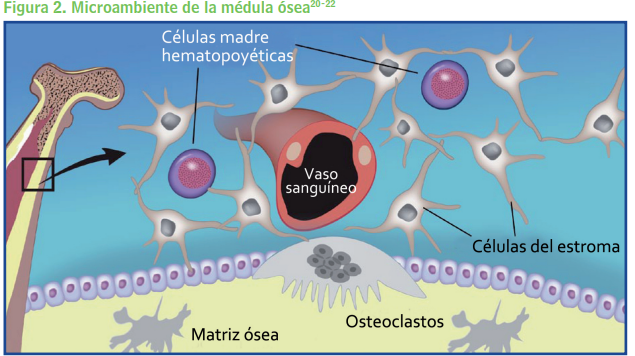 Figura 2. Microambiente de la médula ósea20-22
Células madre
hematopoyéticas
Vaso
sanguíneo
Células del estroma
Osteoclastos
Matriz ósea